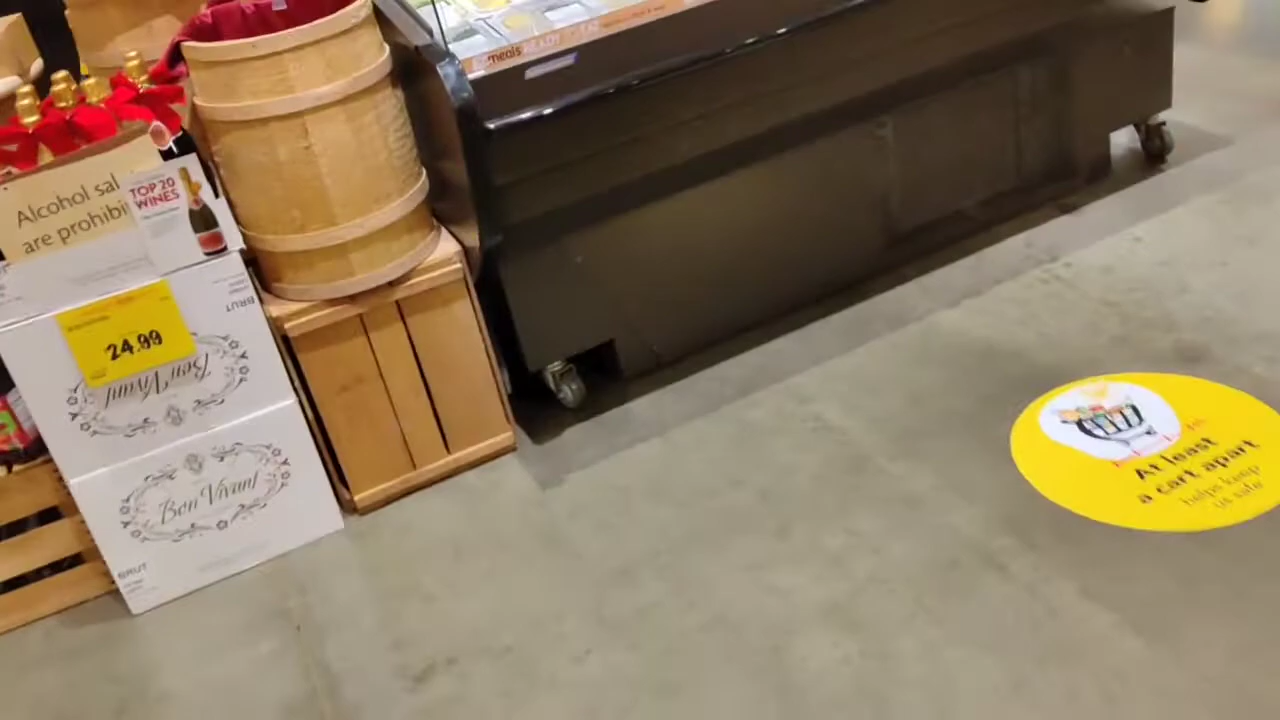 meals
Alcohol sal
are prohibi
TOP 20
WINES
BRUT
24.99
Bon Vivant
Bon Vivant
BRUT
At least
a cart apart
helps keep
us safe